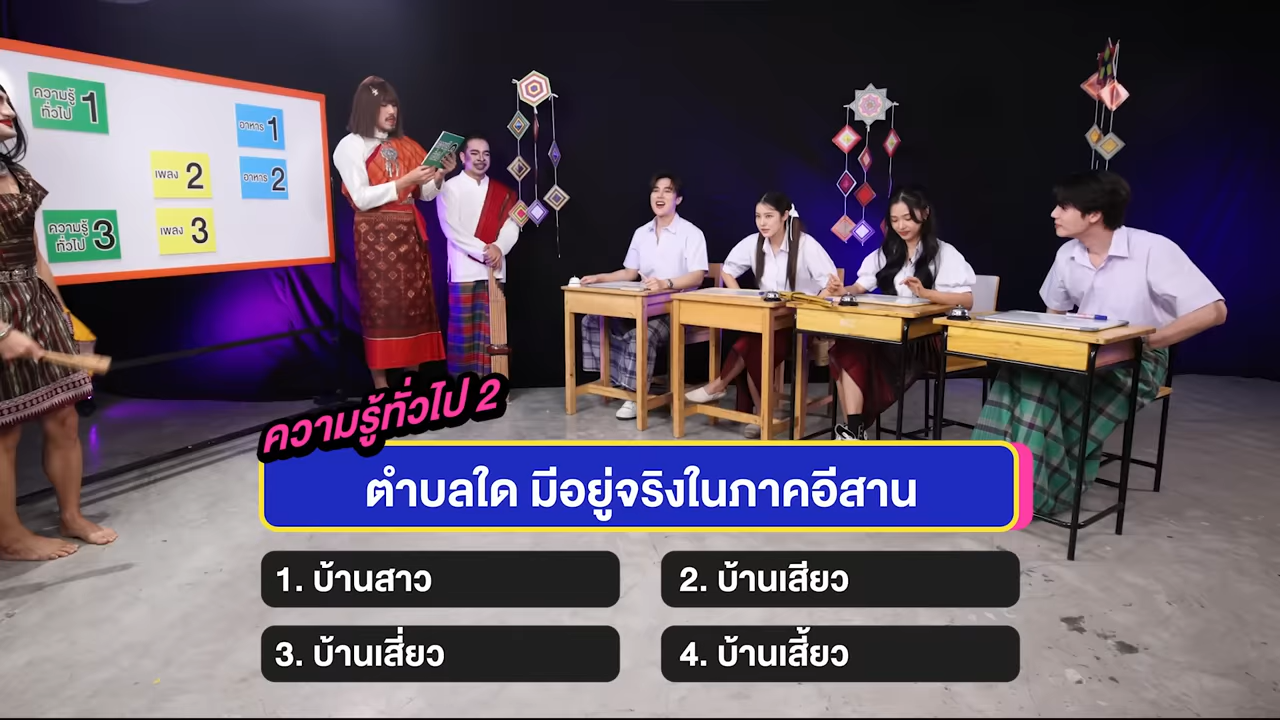 ความรู้
ทั่วไป 1
อาหาร 1
เพลง 2
อาหาร 2
ความรู้
ทั่วไป 3
เพลง 3
ความรู้ทั่วไป 2
ตำบลใด มีอยู่จริงในภาคอีสาน
1. บ้านสาว
2. บ้านเสียว
3. บ้านเสี่ยว
4. บ้านเสี้ยว